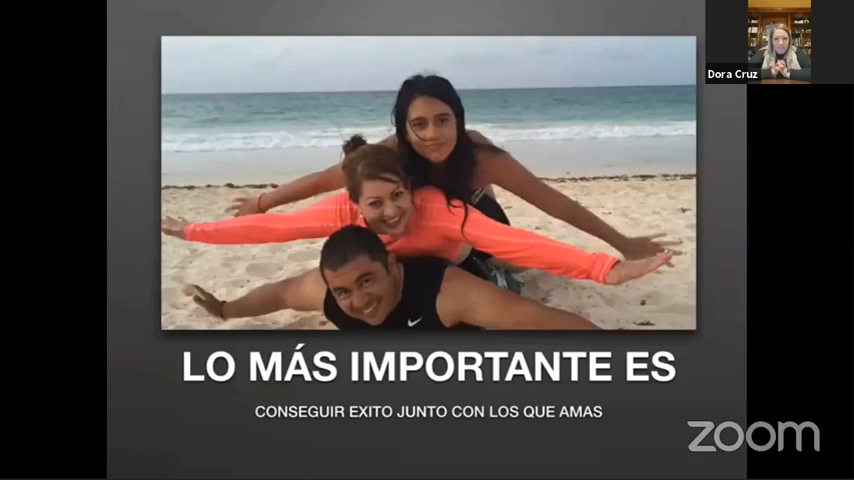 Dora Cruz
LO MÁS IMPORTANTE ES
CONSEGUIR EXITO JUNTO CON LOS QUE AMAS
zoom